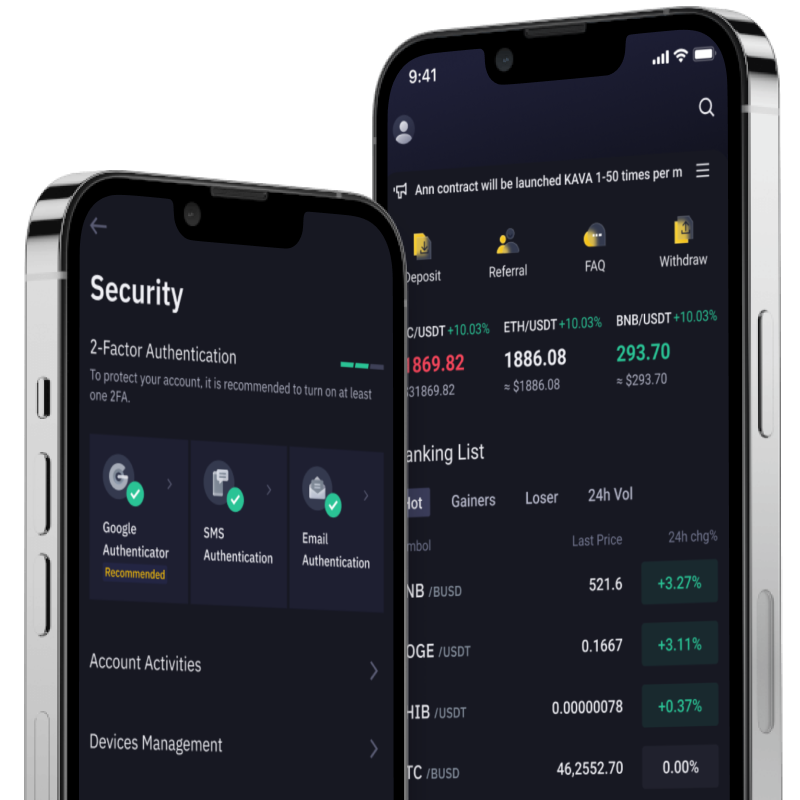 Security
2-Factor Authentication
To protect your account, it is recommended to turn on at least
one 2FA.
Google
Authenticator
Recommended
SMS
Authentication
Email
Authentication
Account Activities
Devices Management
9:41
Ann contract will be launched KAVA 1-50 times per m
Deposit
Referral
FAQ
Withdraw
C/USDT +10.03%
1869.82
31869.82
ETH/USDT +10.03%
1886.08
≈ $1886.08
BNB/USDT +10.03%
293.70
≈ $293.70
anking List
Hot Gainers Loser 24h Vol
mbol Last Price 24h chg%
NB /BUSD 521.6 +3.27%
OGE /USDT 0.1667 +3.11%
HIB /USDT 0.00000078 +0.37%
TC /BUSD 46,2552.70 0.00%